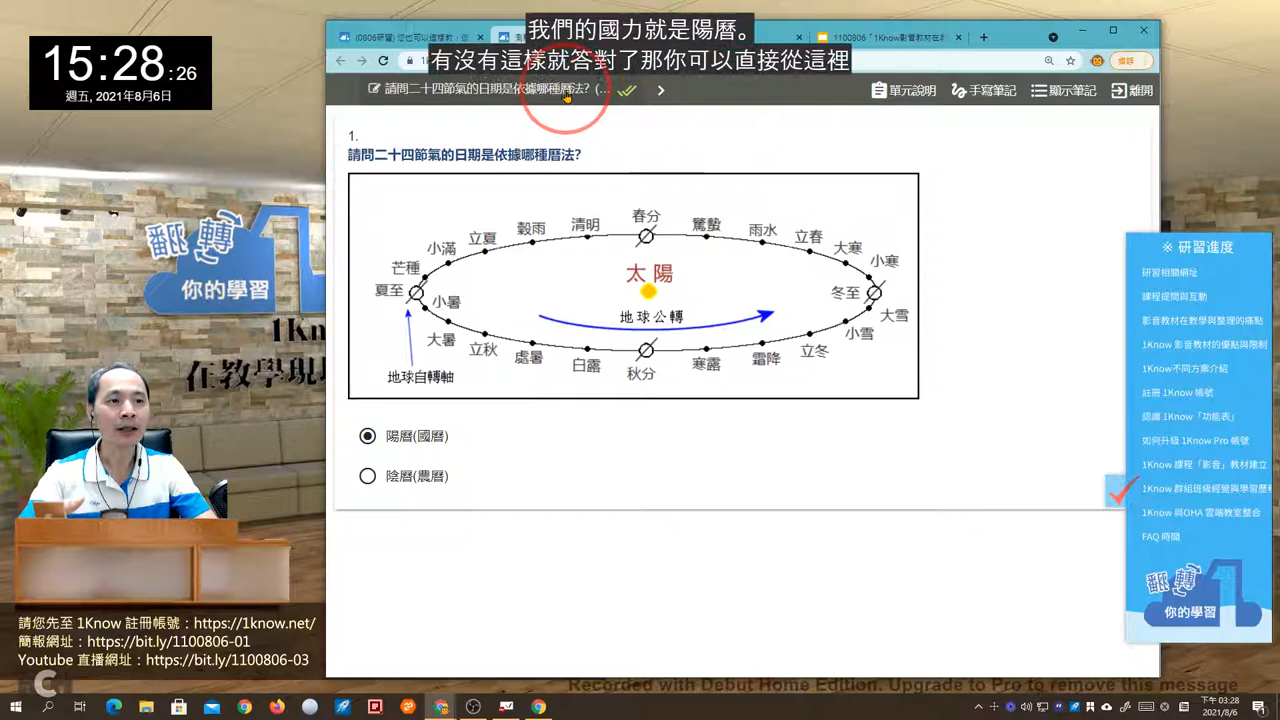 我們的國力就是陽曆。
有沒有這樣就答對了那你可以直接從這裡
15:28:26
週五, 2021年8月6日
1100806「1Know影音教材在
請問二十四節氣的日期是依據哪種曆法? (...
單元說明
手寫筆記
顯示筆記
離開
1.
請問二十四節氣的日期是依據哪種曆法?
春分
清明
驚蟄
穀雨
雨水
立夏
立春
小滿
大寒
芒種
小寒
太陽
夏至
冬至
小暑
地球公轉
大雪
大暑
小雪
立秋
立冬
處暑
霜降
白露
寒露
秋分
地球自轉軸
陽曆(國曆)
陰曆(農曆)
翻轉
你的學習
1Kn
在教學現
※ 研習進度
研習相關網址
課程提問與互動
影音教材在教學與整理的痛點
1Know 影音教材的優點與限制
1Know不同方案介紹
註冊 1Know 帳號
認識 1Know「功能表」
如何升級 1Know Pro 帳號
1Know 課程「影音」教材建立
1Know 群組班級經營與學習歷程
1Know 與OHA 雲端教室整合
FAQ 時間
翻轉
你的學習
請您先至 1Know 註冊帳號：https://1know.net/
簡報網址：https://bit.ly/1100806-01
Youtube 直播網址：https://bit.ly/1100806-03
Recorded with Debut Home Edition. Upgrade to Pro to remove this message
下午 03:28
2021/8/6